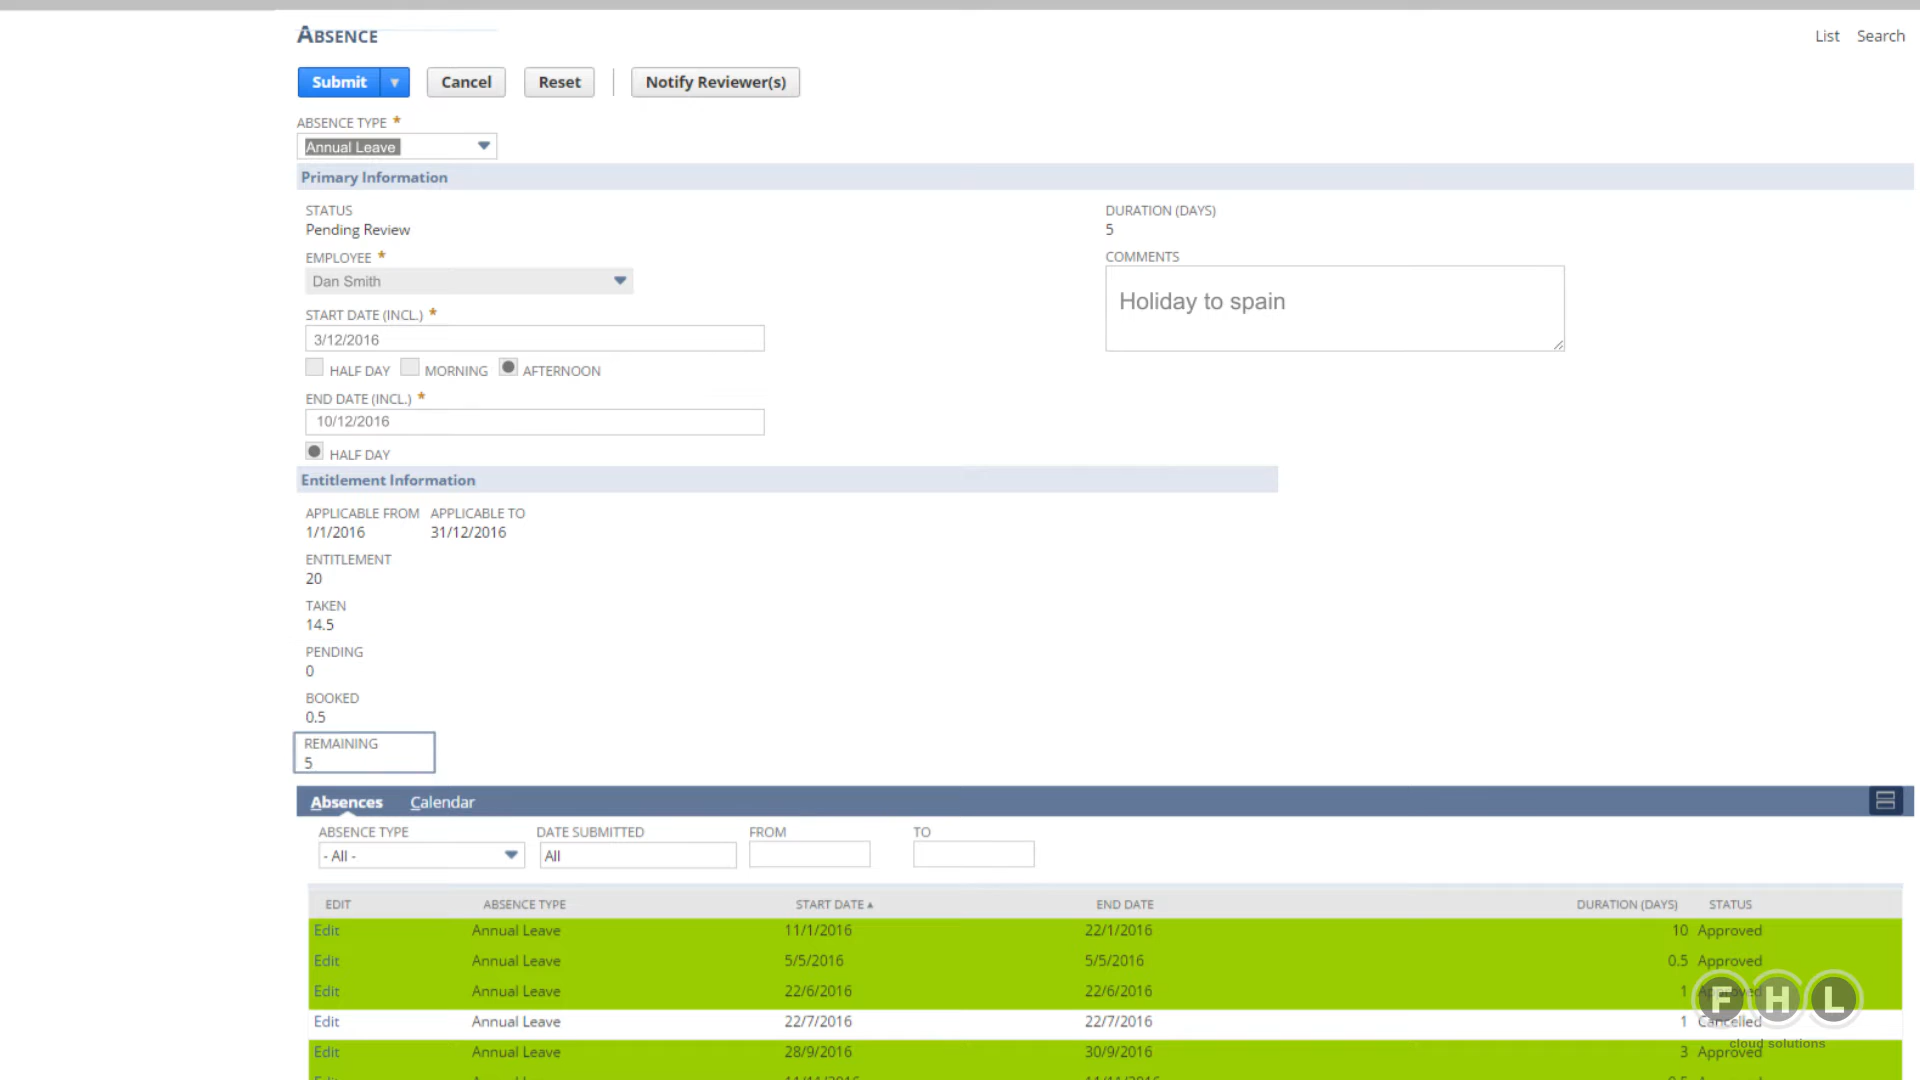 ABSENCE
List Search
Submit Cancel Reset Notify Reviewer(s)
ABSENCE TYPE *
Annual Leave
Primary Information
STATUS
Pending Review
DURATION (DAYS)
5
EMPLOYEE *
Dan Smith
COMMENTS
Holiday to spain
START DATE (INCL.) *
3/12/2016
HALF DAY MORNING AFTERNOON
END DATE (INCL.) *
10/12/2016
HALF DAY
Entitlement Information
APPLICABLE FROM APPLICABLE TO
1/1/2016 31/12/2016
ENTITLEMENT
20
TAKEN
14.5
PENDING
0
BOOKED
0.5
REMAINING
5
Absences Calendar
ABSENCE TYPE DATE SUBMITTED FROM TO
- All - All
EDIT ABSENCE TYPE START DATE END DATE DURATION (DAYS) STATUS
Edit Annual Leave 11/1/2016 22/1/2016 10 Approved
Edit Annual Leave 5/5/2016 5/5/2016 0.5 Approved
Edit Annual Leave 22/6/2016 22/6/2016 1 Approved
Edit Annual Leave 22/7/2016 22/7/2016 1 Cancelled
Edit Annual Leave 28/9/2016 30/9/2016 3 Approved
FHL
cloud solutions